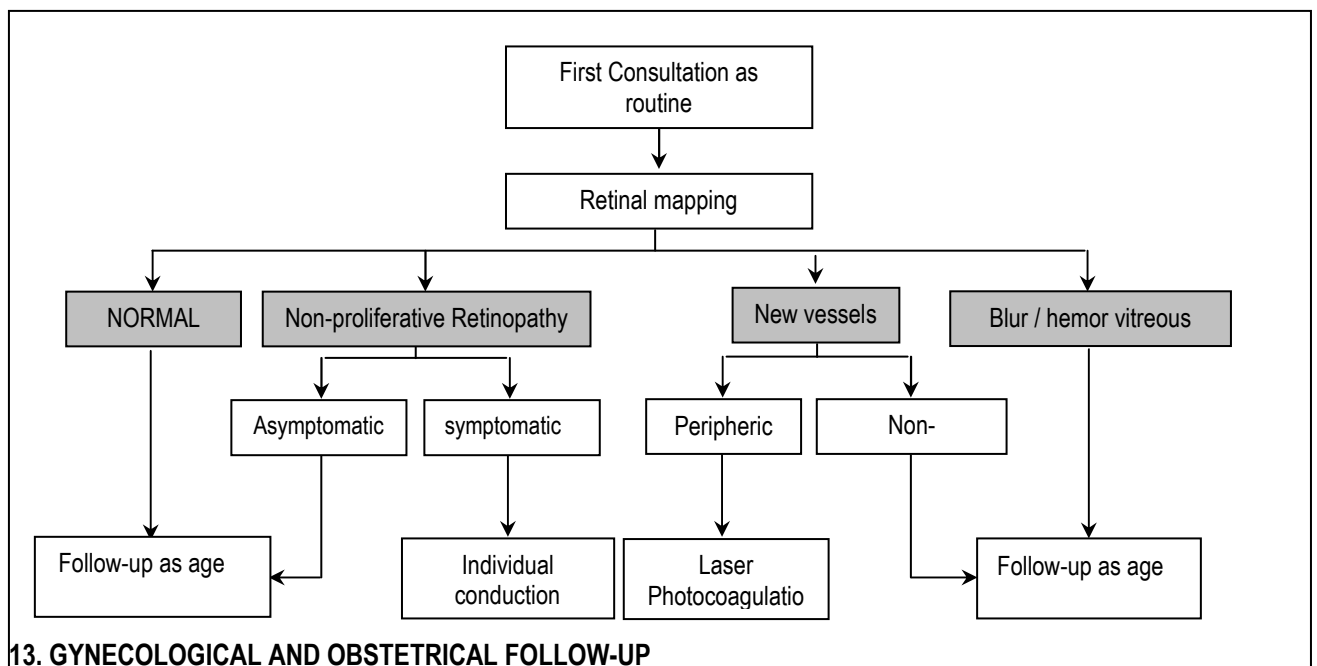 First Consultation as
routine
Retinal mapping
NORMAL
Non-proliferative Retinopathy
New vessels
Blur / hemor vitreous
Asymptomatic
symptomatic
Peripheric
Non-
Follow-up as age
Individual
conduction
Laser
Photocoagulatio
Follow-up as age
13. GYNECOLOGICAL AND OBSTETRICAL FOLLOW-UP